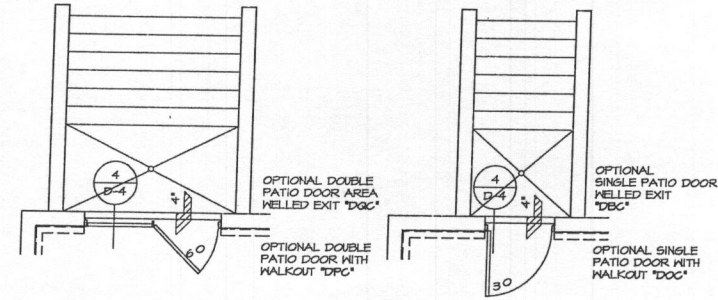 4
D-4
4"
OPTIONAL DOUBLE
PATIO DOOR AREA
WELLED EXIT "DQC"
OPTIONAL DOUBLE
PATIO DOOR WITH
WALKOUT "DPC"
60
4
D-4
4"
OPTIONAL
SINGLE PATIO DOOR
WELLED EXIT
"DBC"
OPTIONAL SINGLE
PATIO DOOR WITH
WALKOUT "DOC"
30